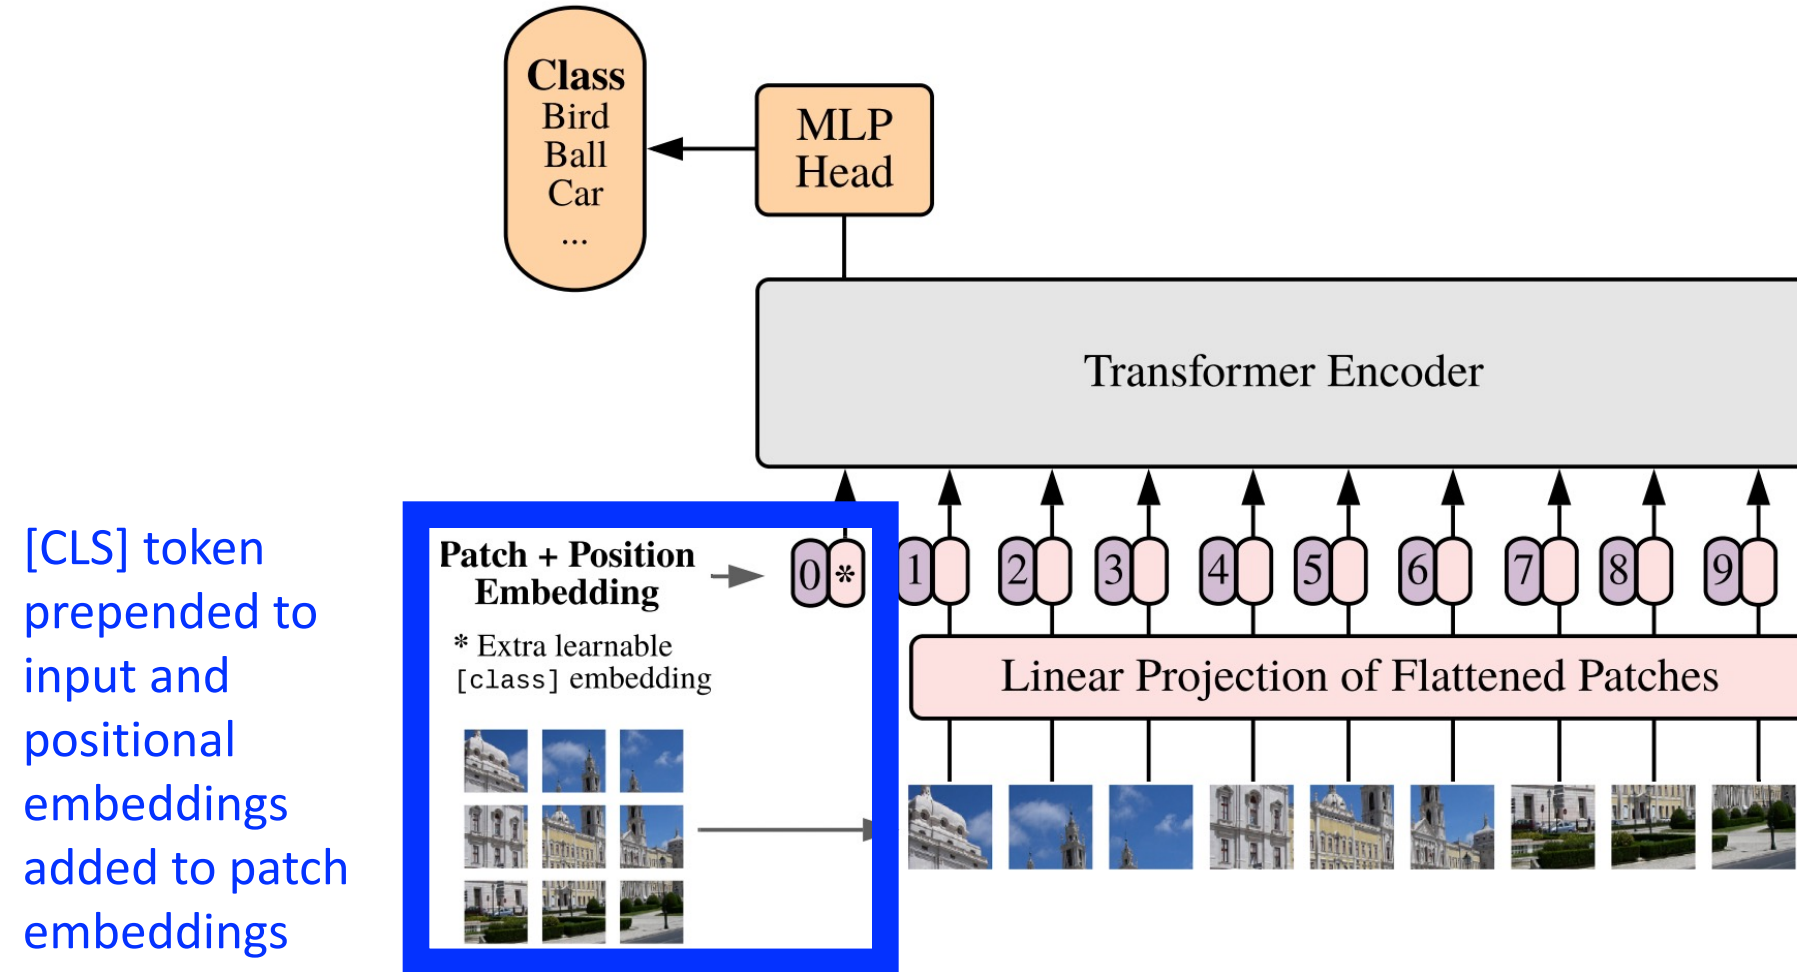 Class
Bird
Ball
Car
...
MLP
Head
Transformer Encoder
[CLS] token
prepended to
input and
positional
embeddings
added to patch
embeddings
Patch + Position
Embedding
* Extra learnable
[class] embedding
0 * 1 2 3 4 5 6 7 8 9
Linear Projection of Flattened Patches